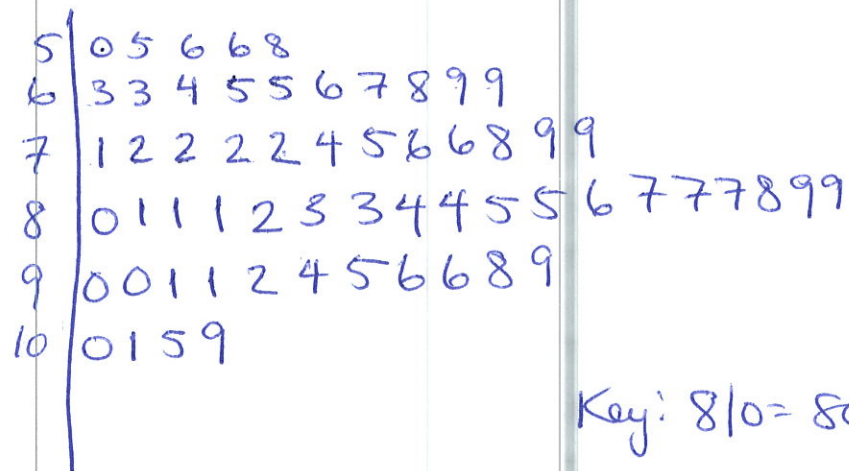 5 | 0 5 6 6 8
6 | 3 3 4 5 5 6 7 8 9 9
7 | 1 2 2 2 2 4 5 6 6 8 9 9
8 | 0 1 1 1 2 3 3 4 4 5 5 6 7 7 7 8 9 9
9 | 0 0 1 1 2 4 5 6 6 8 9
10 | 0 1 5 9
Key: 8|0 =